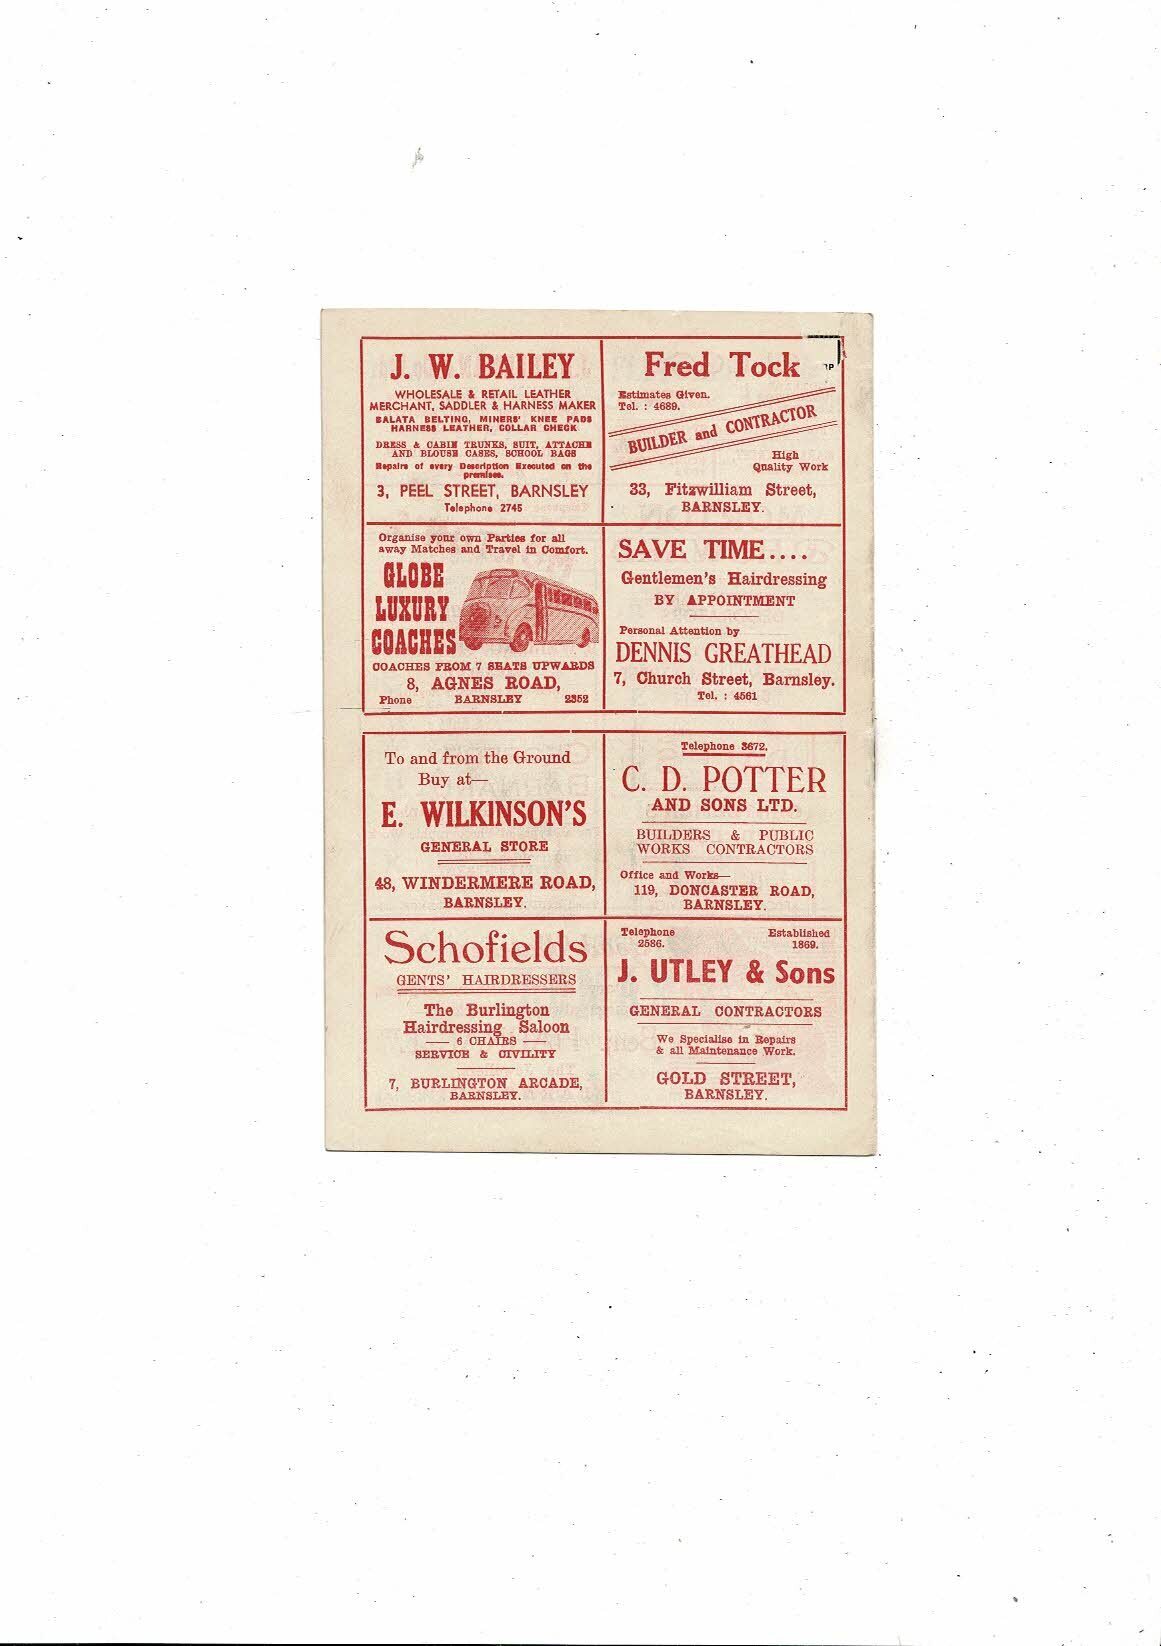 J. W. BAILEY
WHOLESALE & RETAIL LEATHER
MERCHANT, SADDLER & HARNESS MAKER
BALATA BELTING, MINERS' KNEE PADS
HARNESS LEATHER, COLLAR CHECK
DRESS & CABIN TRUNKS, SUIT, ATTACHE
AND BLOUSE CASES, SCHOOL BAGS
Repairs of every Description Executed on the
premises.
3, PEEL STREET, BARNSLEY
Telephone 2745
Fred Tock
Estimates Given.
Tel. : 4689.
BUILDER and CONTRACTOR
High
Quality Work
33, Fitzwilliam Street,
BARNSLEY.
Organise your own Parties for all
away Matches and Travel in Comfort.
GLOBE
LUXURY
COACHES
COACHES FROM 7 SEATS UPWARDS
8, AGNES ROAD,
Phone BARNSLEY 2352
SAVE TIME....
Gentlemen's Hairdressing
BY APPOINTMENT
Personal Attention by
DENNIS GREATHEAD
7, Church Street, Barnsley.
Tel. : 4561
To and from the Ground
Buy at—
E. WILKINSON'S
GENERAL STORE
48, WINDERMERE ROAD,
BARNSLEY.
Telephone 3672.
C. D. POTTER
AND SONS LTD.
BUILDERS & PUBLIC
WORKS CONTRACTORS
Office and Works—
119, DONCASTER ROAD,
BARNSLEY.
Schofields
GENTS' HAIRDRESSERS
The Burlington
Hairdressing Saloon
— 6 CHAIRS —
SERVICE & CIVILITY
7, BURLINGTON ARCADE,
BARNSLEY.
Telephone Established
2586. 1869.
J. UTLEY & Sons
GENERAL CONTRACTORS
We Specialise in Repairs
& all Maintenance Work.
GOLD STREET,
BARNSLEY.